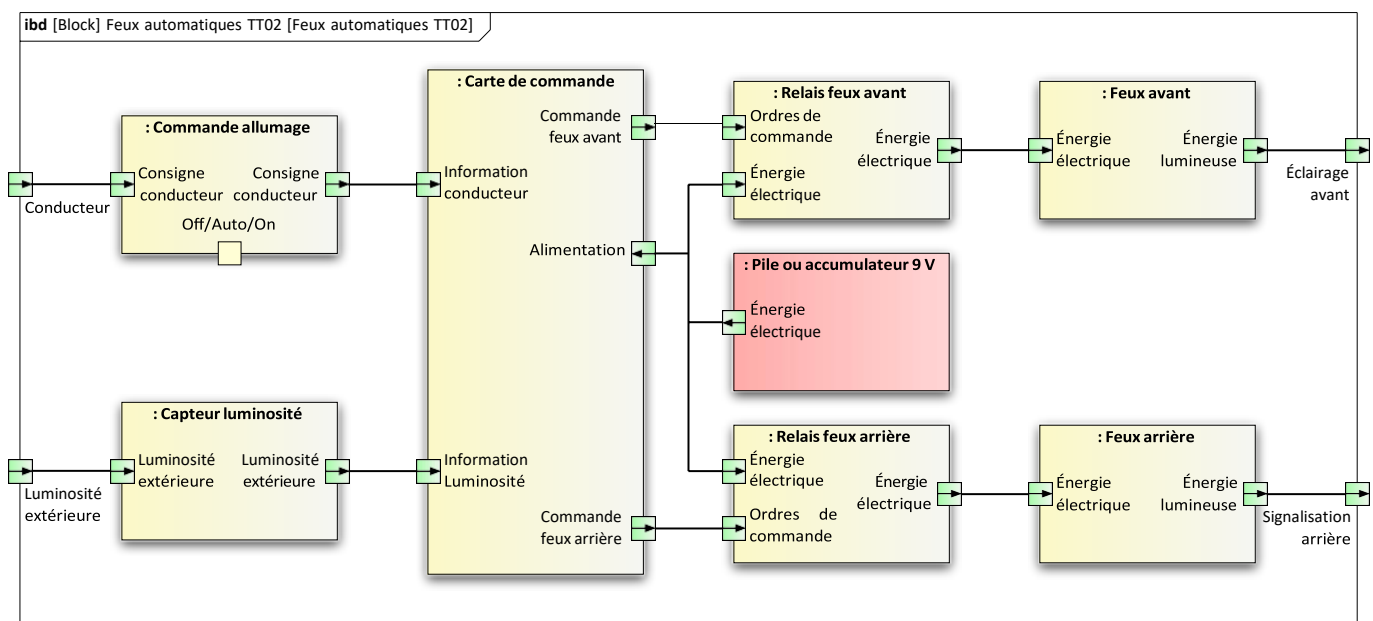 ibd [Block] Feux automatiques TT02 [Feux automatiques TT02]
: Commande allumage
Consigne
conducteur
Consigne
conducteur
Off/Auto/On
Conducteur
: Capteur luminosité
Luminosité
extérieure
Luminosité
extérieure
Luminosité
extérieure
: Carte de commande
Commande
feux avant
Information
conducteur
Alimentation
Information
Luminosité
Commande
feux arrière
: Relais feux avant
Ordres de
commande
Énergie
électrique
Énergie
électrique
: Pile ou accumulateur 9 V
Énergie
électrique
: Relais feux arrière
Énergie
électrique
Énergie
électrique
Ordres de
commande
: Feux avant
Énergie
électrique
Énergie
lumineuse
Éclairage
avant
: Feux arrière
Énergie
électrique
Énergie
lumineuse
Signalisation
arrière